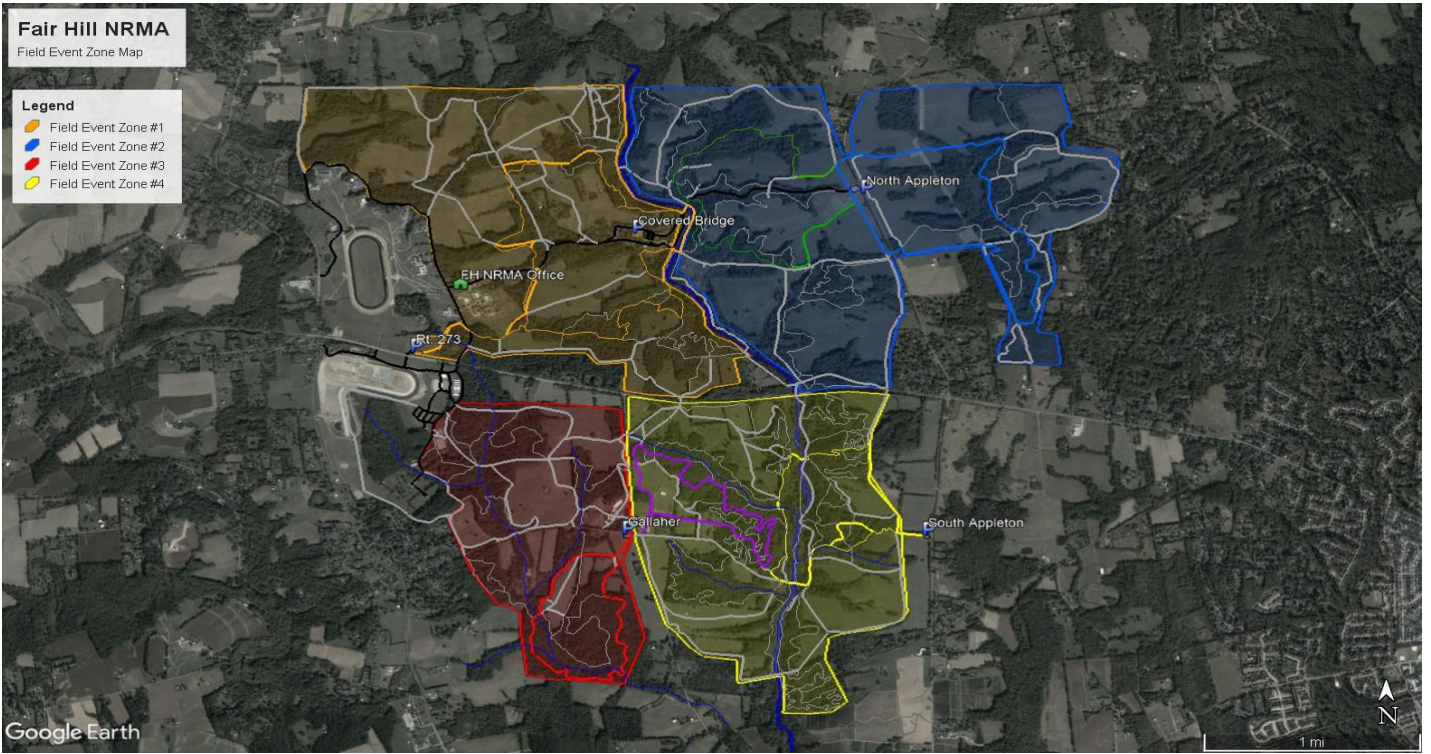 Fair Hill NRMA
Field Event Zone Map
Legend
Field Event Zone #1
Field Event Zone #2
Field Event Zone #3
Field Event Zone #4
North Appleton
Covered Bridge
FH NRMA Office
Rt. 273
Gallaher
South Appleton
Google Earth
N
1 mi